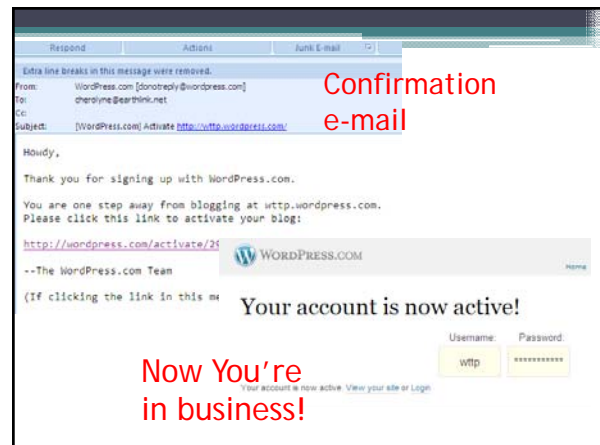 Respond Actions Junk E-mail
Extra line breaks in this message were removed.
From: WordPress.com [donotreply@wordpress.com]
To: cherolyne@earthlink.net
Cc:
Subject: [WordPress.com] Activate http://wttp.wordpress.com/
Confirmation
e-mail
Howdy,
Thank you for signing up with WordPress.com.
You are one step away from blogging at wttp.wordpress.com.
Please click this link to activate your blog:
http://wordpress.com/activate/29
--The WordPress.com Team
(If clicking the link in this me
WORDPRESS.COM
Home
Your account is now active!
Username: Password:
wttp ***********
Your account is now active. View your site or Login
Now You're
in business!